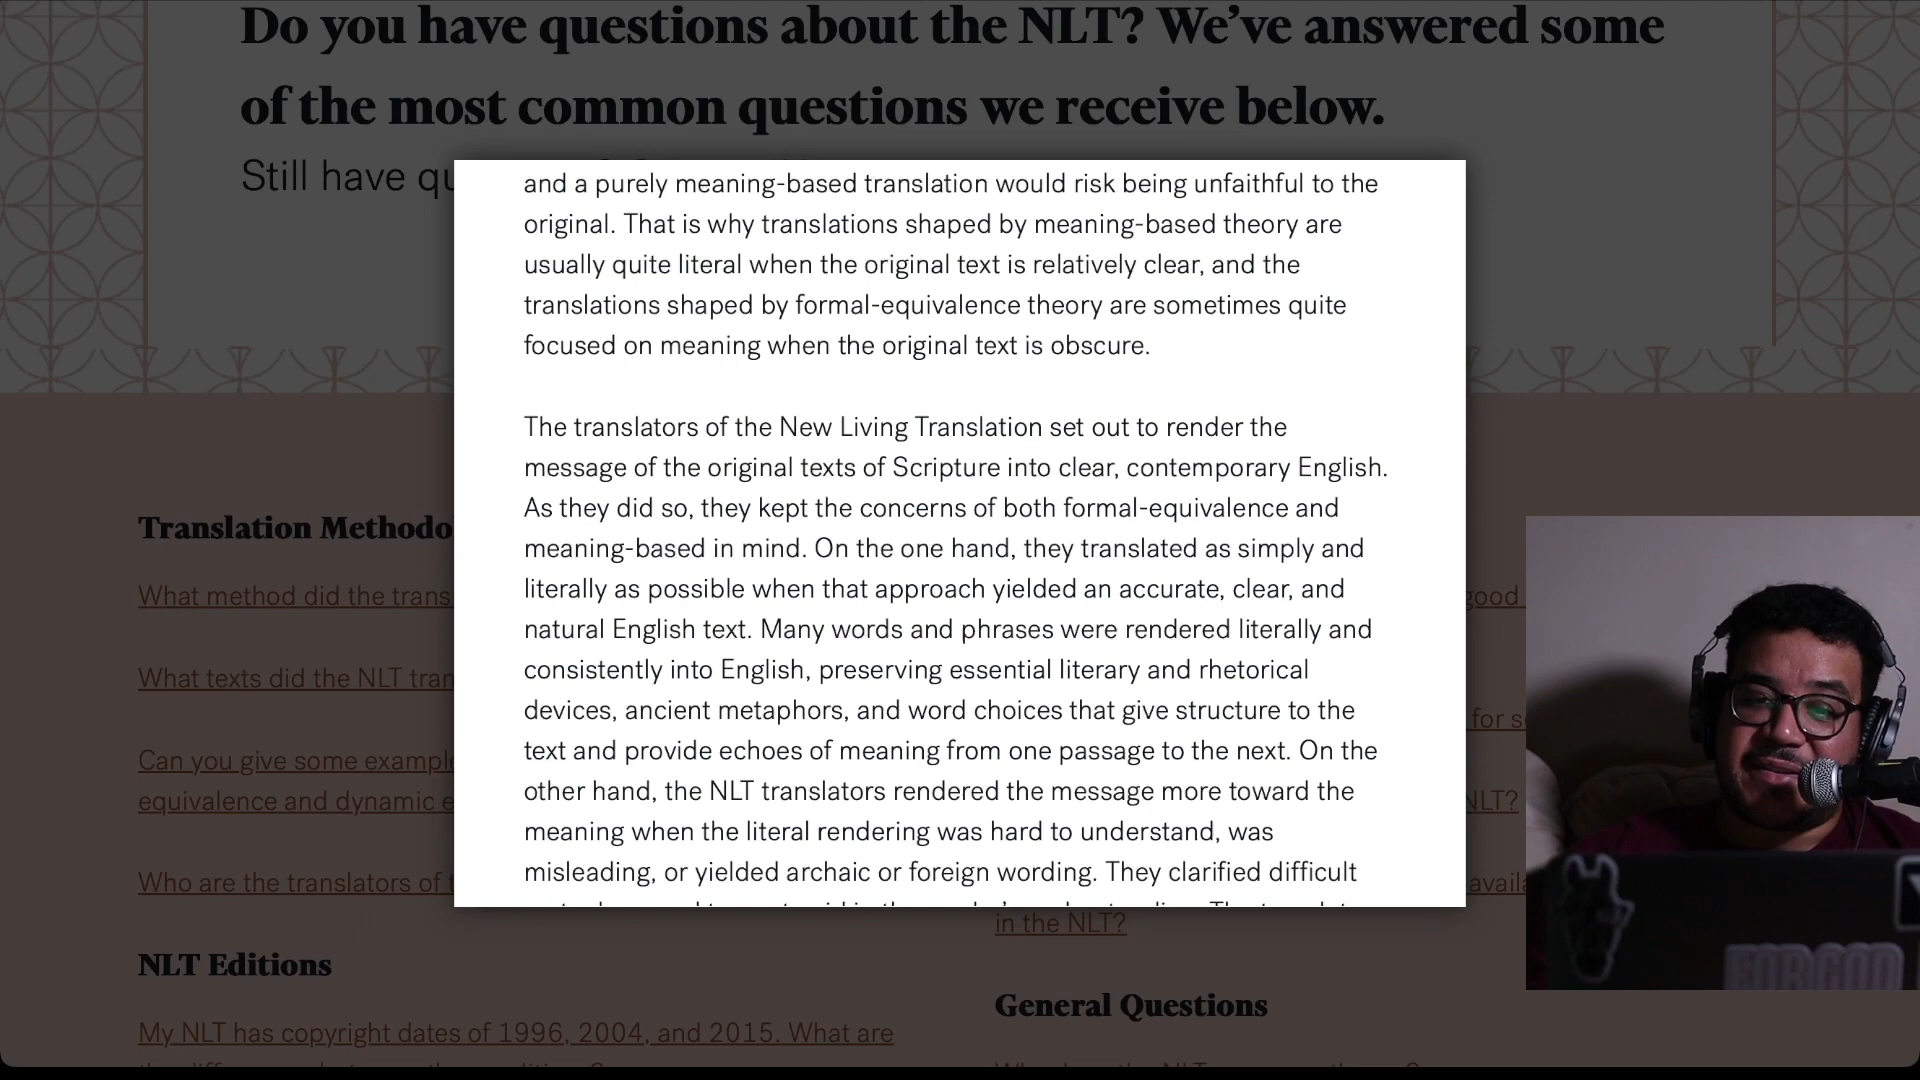 Do you have questions about the NLT? We've answered some
of the most common questions we receive below.
Still have
and a purely meaning-based translation would risk being unfaithful to the
original. That is why translations shaped by meaning-based theory are
usually quite literal when the original text is relatively clear, and the
translations shaped by formal-equivalence theory are sometimes quite
focused on meaning when the original text is obscure.
The translators of the New Living Translation set out to render the
message of the original texts of Scripture into clear, contemporary English.
As they did so, they kept the concerns of both formal-equivalence and
meaning-based in mind. On the one hand, they translated as simply and
literally as possible when that approach yielded an accurate, clear, and
natural English text. Many words and phrases were rendered literally and
consistently into English, preserving essential literary and rhetorical
devices, ancient metaphors, and word choices that give structure to the
text and provide echoes of meaning from one passage to the next. On the
other hand, the NLT translators rendered the message more toward the
meaning when the literal rendering was hard to understand, was
misleading, or yielded archaic or foreign wording. They clarified difficult
Translation Methodo
What method did the trans
What texts did the NLT tran
Can you give some exampl
equivalence and dynamic e
Who are the translators of t
NLT Editions
My NLT has copyright dates of 1996, 2004, and 2015. What are
good
for s
NLT?
avail
in the NLT?
General Questions
FORGOD